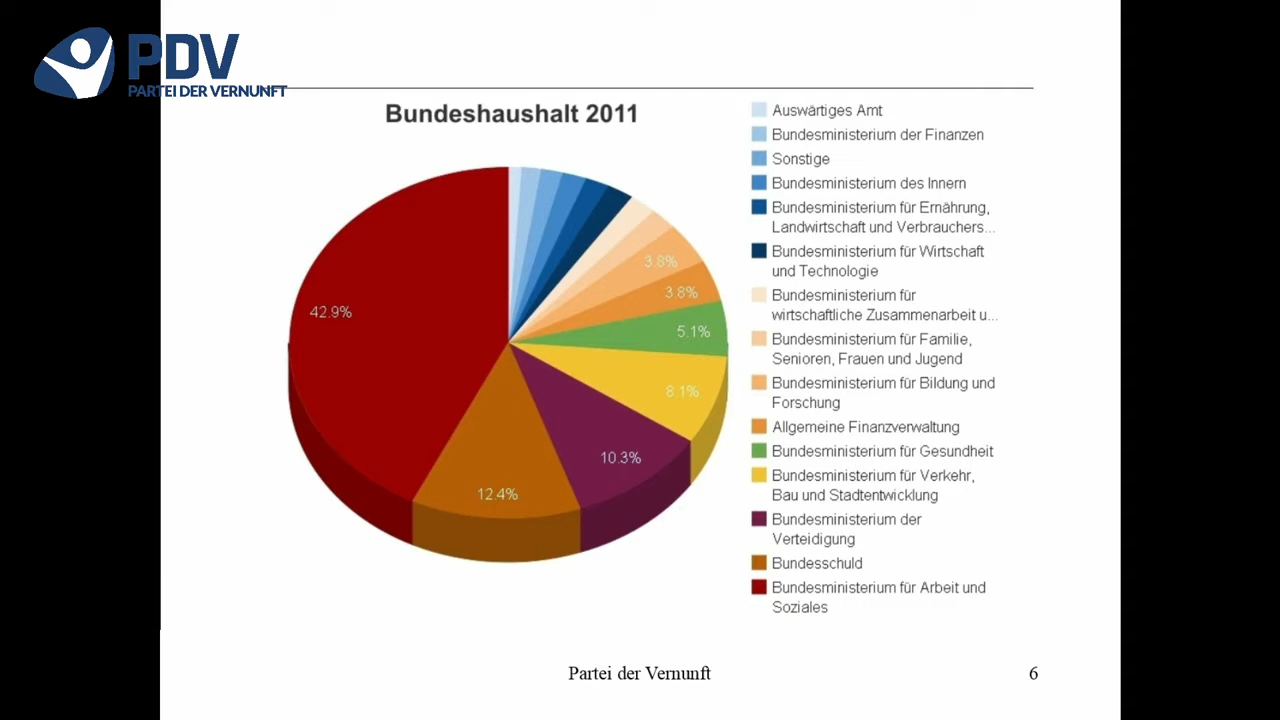 PDV
PARTEI DER VERNUNFT
Bundeshaushalt 2011
Auswärtiges Amt
Bundesministerium der Finanzen
Sonstige
Bundesministerium des Innern
Bundesministerium für Ernährung,
Landwirtschaft und Verbrauchers...
Bundesministerium für Wirtschaft
und Technologie
Bundesministerium für
wirtschaftliche Zusammenarbeit u...
Bundesministerium für Familie,
Senioren, Frauen und Jugend
Bundesministerium für Bildung und
Forschung
Allgemeine Finanzverwaltung
Bundesministerium für Gesundheit
Bundesministerium für Verkehr,
Bau und Stadtentwicklung
Bundesministerium der
Verteidigung
Bundesschuld
Bundesministerium für Arbeit und
Soziales
3.8%
3.8%
5.1%
8.1%
10.3%
12.4%
42.9%
Partei der Vernunft
6